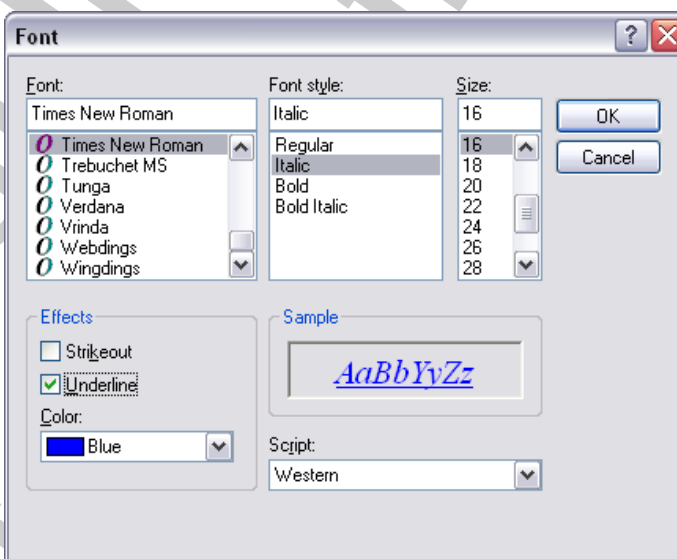 Font
Font: Font style: Size:
Times New Roman Italic 16 OK
Times New Roman Regular 16 Cancel
Trebuchet MS Italic 18
Tunga Bold 20
Verdana Bold Italic 22
Vrinda 24
Webdings 26
Wingdings 28
Effects Sample
Strikeout
Underline AaBbYyZz
Color:
Blue Script:
Western